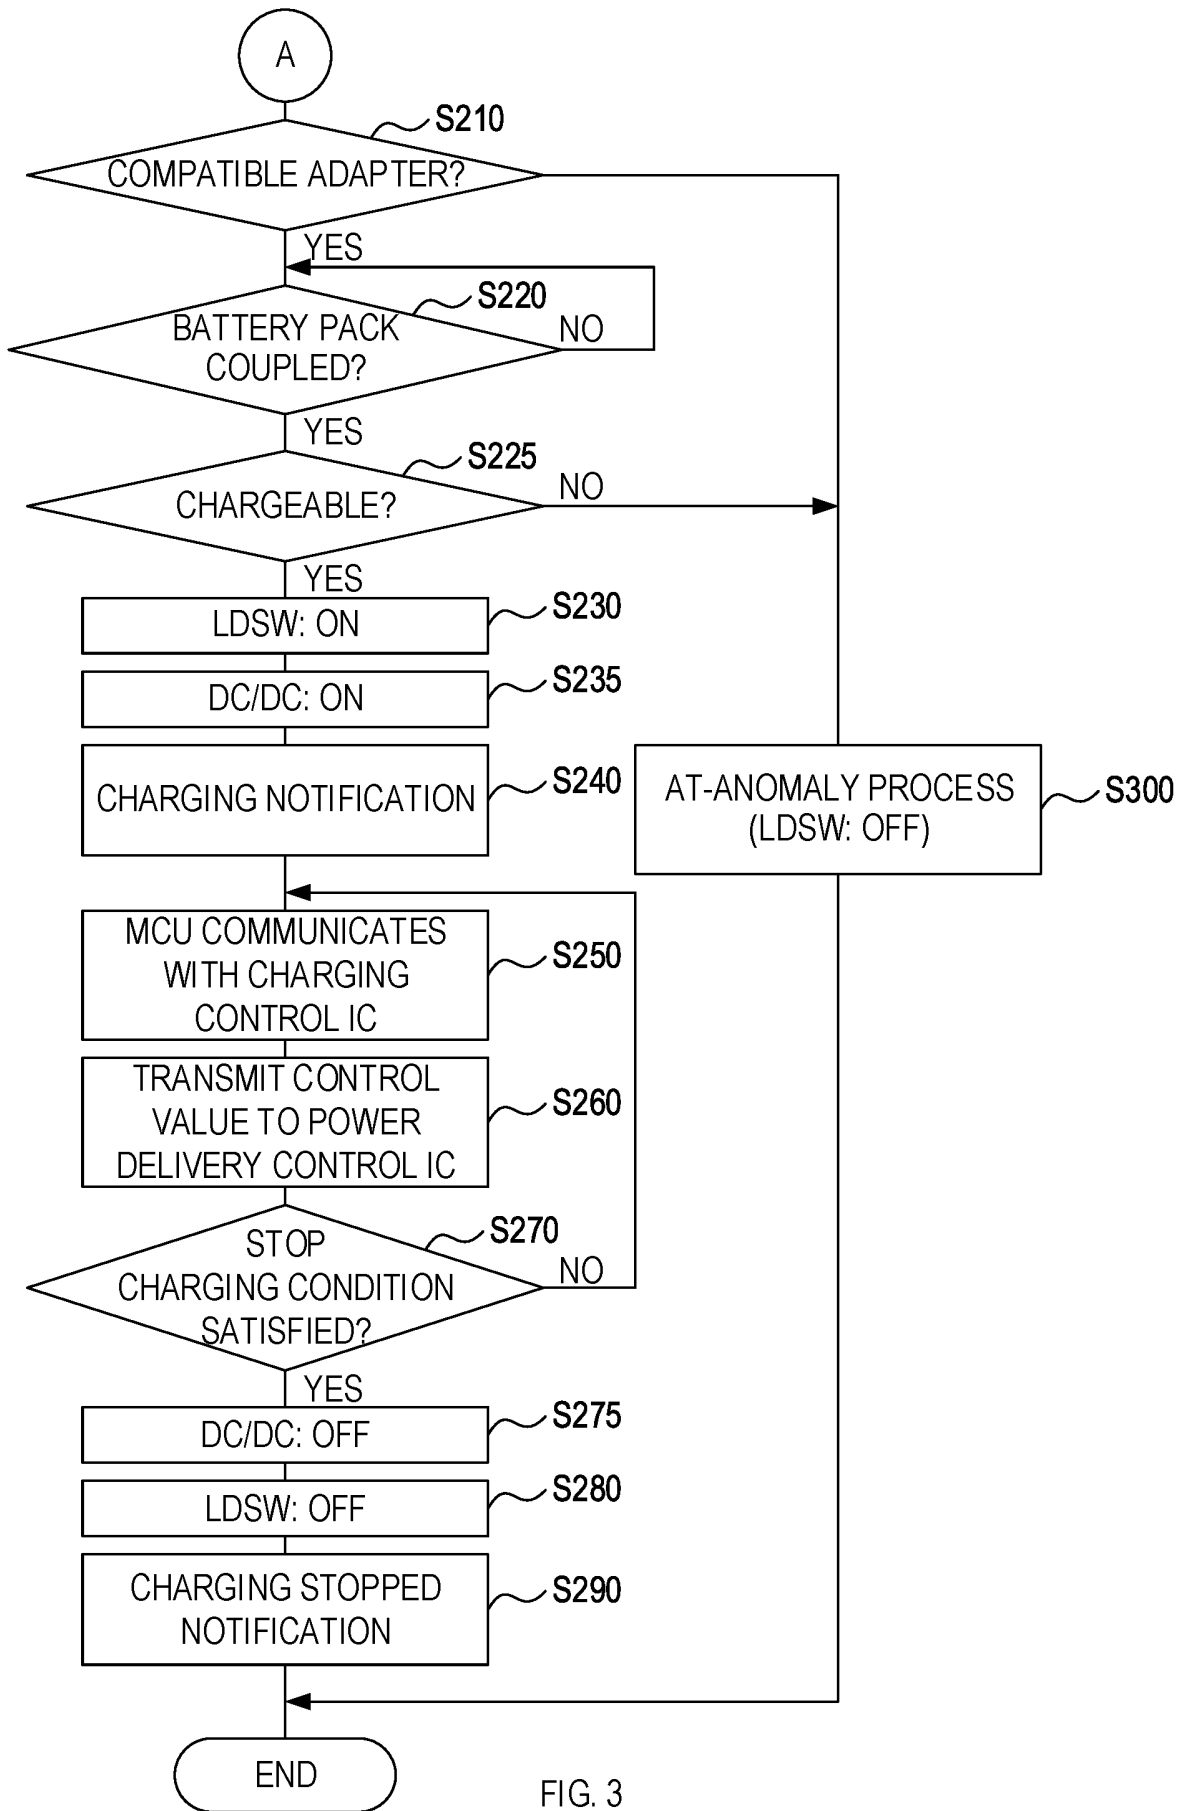 A
S210
COMPATIBLE ADAPTER?
YES
S220
BATTERY PACK
COUPLED?
NO
YES
S225
CHARGEABLE?
NO
YES
LDSW: ON
S230
DC/DC: ON
S235
CHARGING NOTIFICATION
S240
AT-ANOMALY PROCESS
(LDSW: OFF)
S300
MCU COMMUNICATES
WITH CHARGING
CONTROL IC
S250
TRANSMIT CONTROL
VALUE TO POWER
DELIVERY CONTROL IC
S260
S270
STOP
CHARGING CONDITION
SATISFIED?
NO
YES
DC/DC: OFF
S275
LDSW: OFF
S280
CHARGING STOPPED
NOTIFICATION
S290
END
FIG. 3